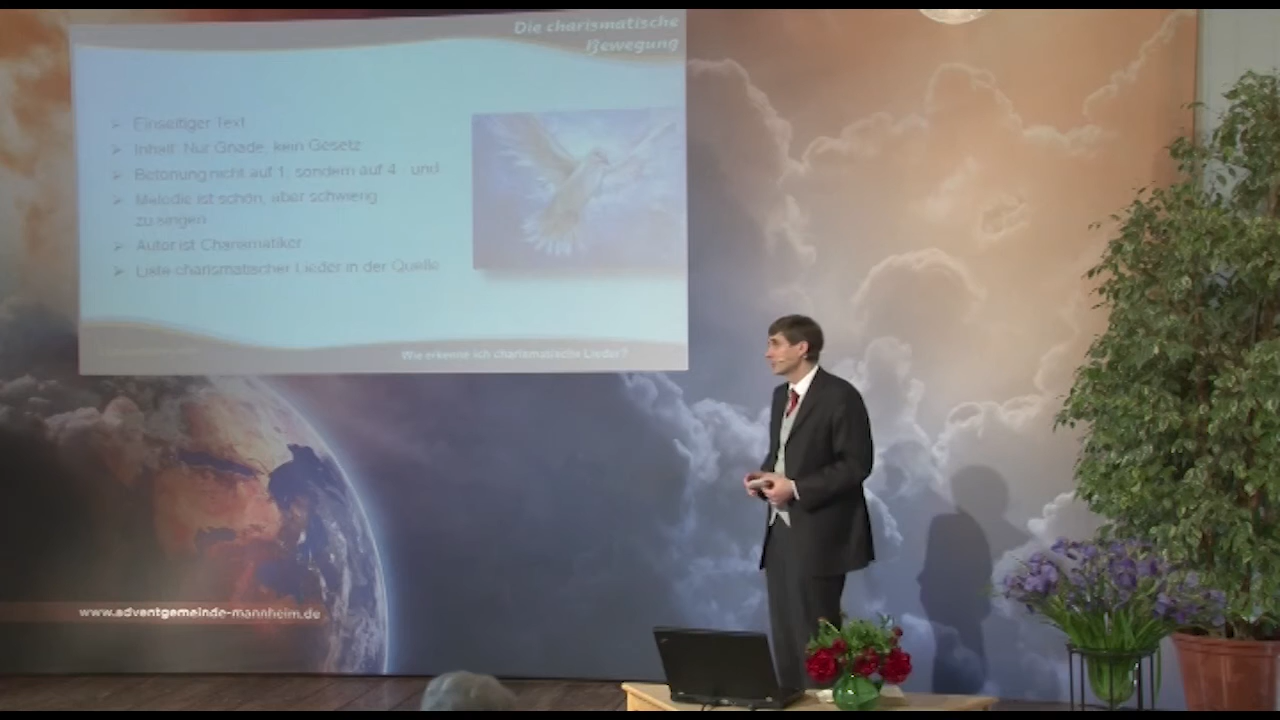 Die charismatische
Bewegung
Einseitiger Text
Inhalt: Nur Gnade, kein Gesetz
Betonung nicht auf 1, sondern auf 4 und
Melodie ist schön, aber schwierig
zu singen
Autor ist Charismatiker
Liste charismatischer Lieder in der Quelle
Wie erkenne ich charismatische Lieder?
www.adventgemeinde-mannheim.de